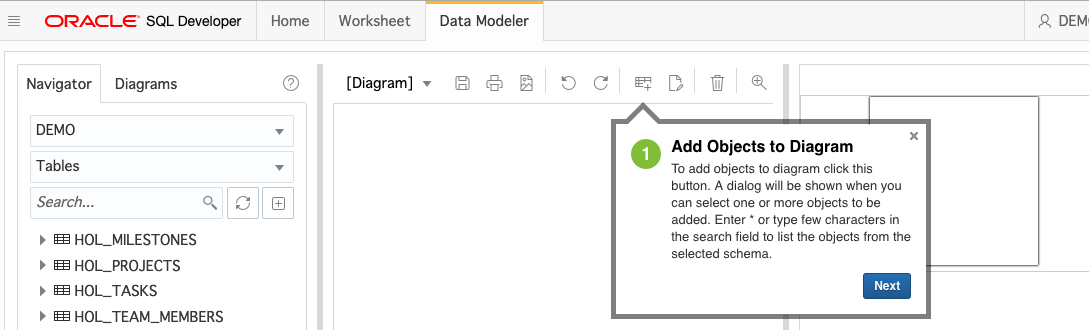 ORACLE SQL Developer Home Worksheet Data Modeler DEM
Navigator Diagrams ?
[Diagram]
DEMO
Tables
Search...
HOL_MILESTONES
HOL_PROJECTS
HOL_TASKS
HOL_TEAM_MEMBERS
1 Add Objects to Diagram
To add objects to diagram click this
button. A dialog will be shown when you
can select one or more objects to be
added. Enter * or type few characters in
the search field to list the objects from the
selected schema.
Next